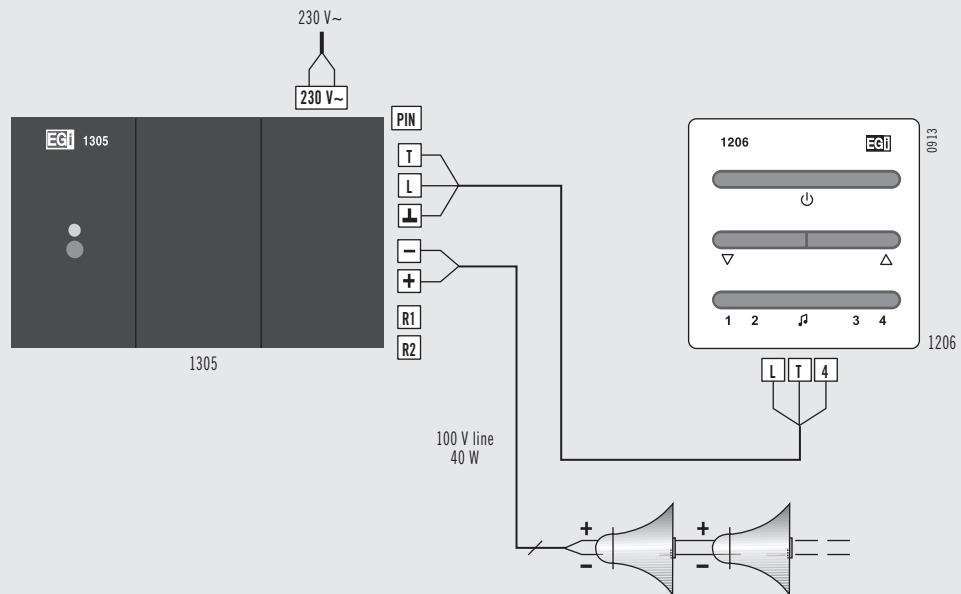 230 V~
230 V~
EGi 1305
PIN
T
L
⊥
−
+
R1
R2
1305
1206 EGi
0913
1 2 3 4
1206
L T 4
100 V line
40 W
+ +
− −